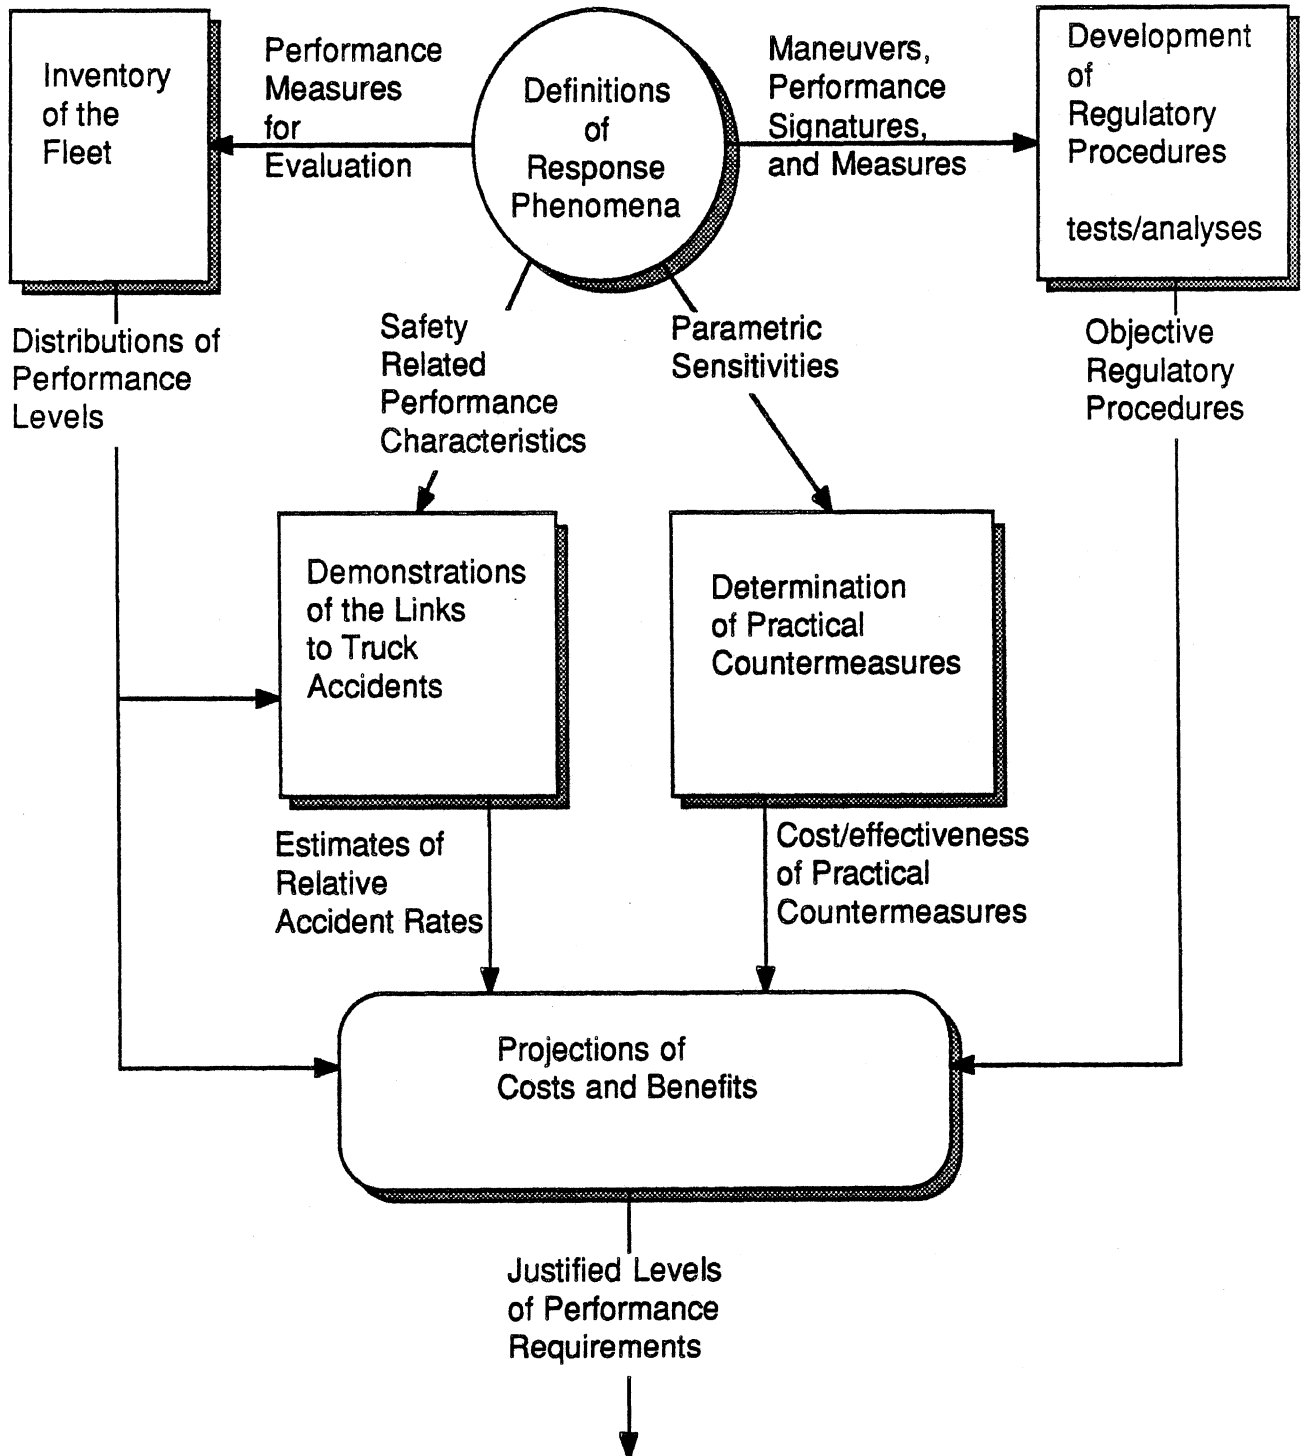 Inventory
of the
Fleet
Performance
Measures
for
Evaluation
Definitions
of
Response
Phenomena
Maneuvers,
Performance
Signatures,
and Measures
Development
of
Regulatory
Procedures
tests/analyses
Distributions of
Performance
Levels
Safety
Related
Performance
Characteristics
Parametric
Sensitivities
Objective
Regulatory
Procedures
Demonstrations
of the Links
to Truck
Accidents
Determination
of Practical
Countermeasures
Estimates of
Relative
Accident Rates
Cost/effectiveness
of Practical
Countermeasures
Projections of
Costs and Benefits
Justified Levels
of Performance
Requirements